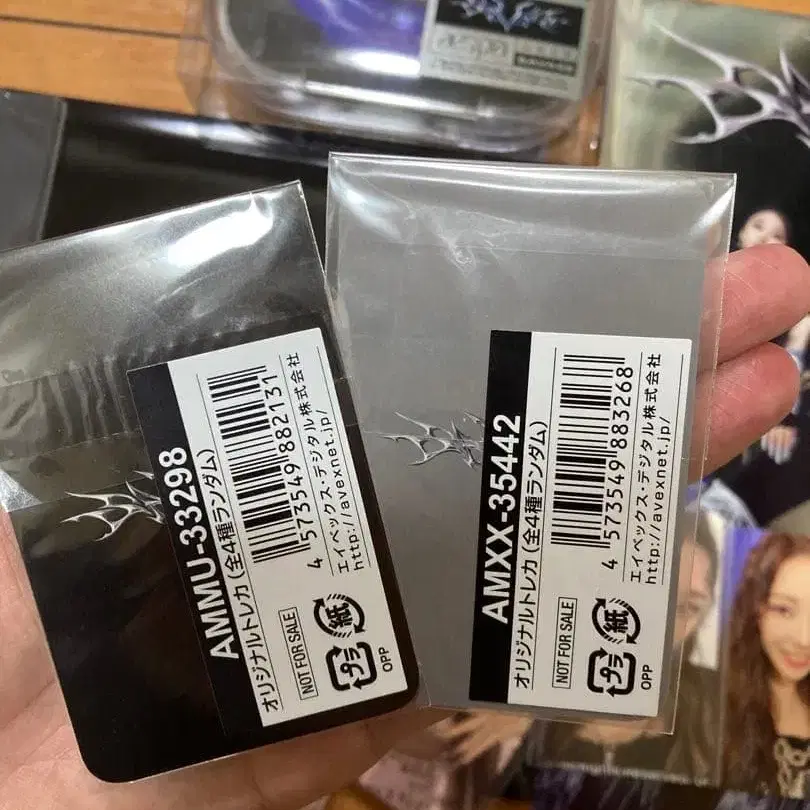 AMMU-33298
オリジナルトレカ(全4種ランダム)
4 573549 882131
エイベックス・デジタル株式会社
http://avexnet.jp/
NOT FOR SALE
紙
プラ
OPP
AMXX-35442
オリジナルトレカ(全4種ランダム)
4 573549 883268
エイベックス・デジタル株式会社
http://avexnet.jp/
NOT FOR SALE
紙
プラ
OPP